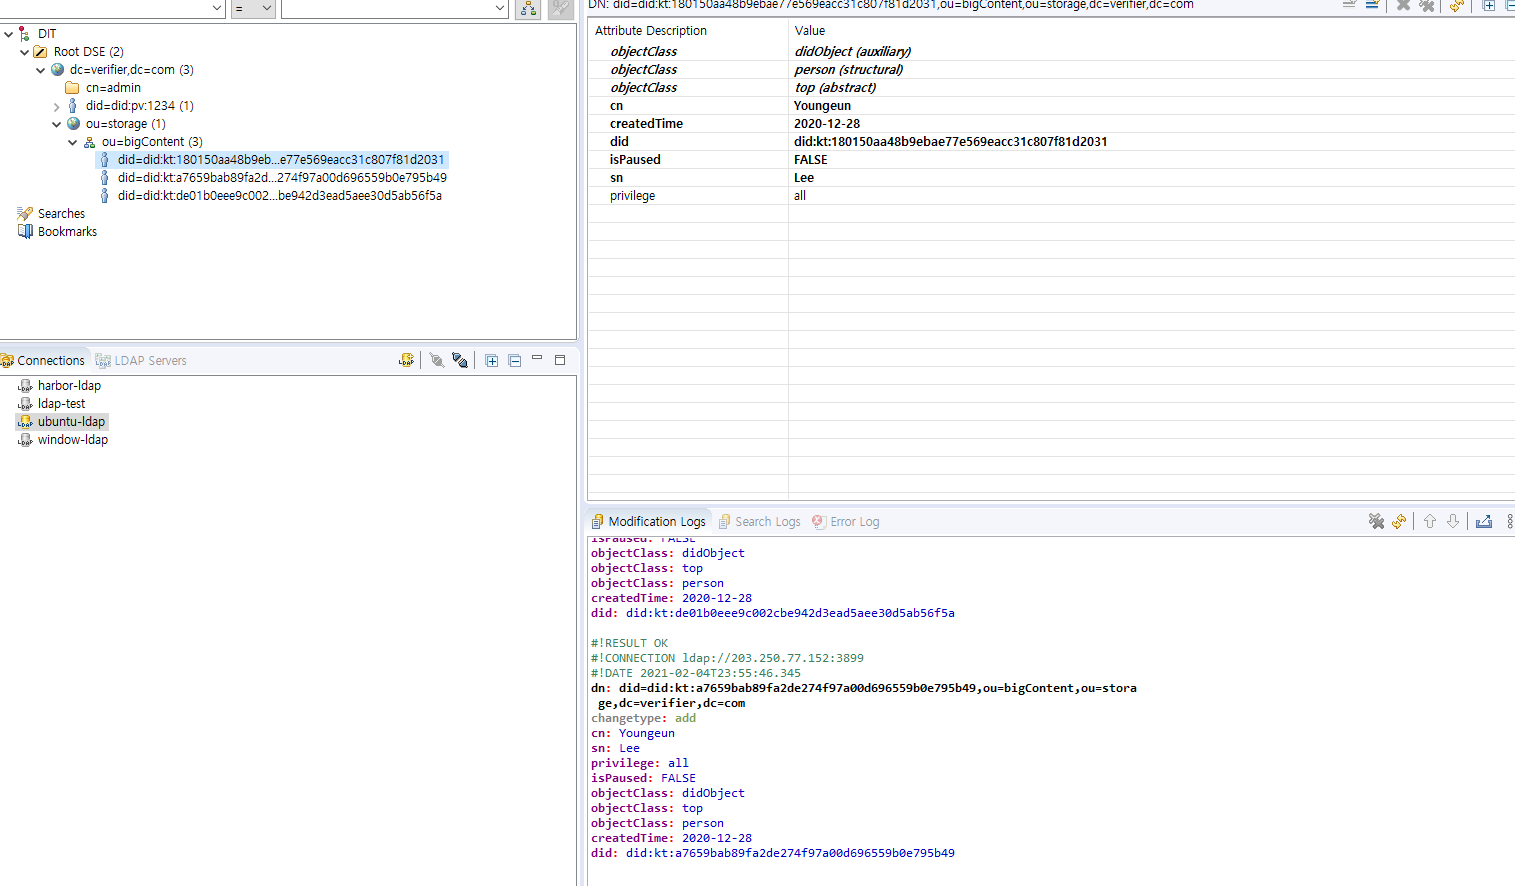 =
DIT
Root DSE (2)
dc=verifier,dc=com (3)
cn=admin
did=did:pv:1234 (1)
ou=storage (1)
ou=bigContent (3)
did=did:kt:180150aa48b9eb...e77e569eacc31c807f81d2031
did=did:kt:a7659bab89fa2d...274f97a00d696559b0e795b49
did=did:kt:de01b0eee9c002...be942d3ead5aee30d5ab56f5a
Searches
Bookmarks
Connections
LDAP Servers
harbor-ldap
ldap-test
ubuntu-ldap
window-ldap
DN: did=did:kt:180150aa48b9ebae77e569eacc31c807f81d2031,ou=bigContent,ou=storage,dc=verifier,dc=com
Attribute Description Value
objectClass didObject (auxiliary)
objectClass person (structural)
objectClass top (abstract)
cn Youngeun
createdTime 2020-12-28
did did:kt:180150aa48b9ebae77e569eacc31c807f81d2031
isPaused FALSE
sn Lee
privilege all
Modification Logs Search Logs Error Log
isPaused: FALSE
objectClass: didObject
objectClass: top
objectClass: person
createdTime: 2020-12-28
did: did:kt:de01b0eee9c002cbe942d3ead5aee30d5ab56f5a
#!RESULT OK
#!CONNECTION ldap://203.250.77.152:3899
#!DATE 2021-02-04T23:55:46.345
dn: did=did:kt:a7659bab89fa2de274f97a00d696559b0e795b49,ou=bigContent,ou=stora
ge,dc=verifier,dc=com
changetype: add
cn: Youngeun
sn: Lee
privilege: all
isPaused: FALSE
objectClass: didObject
objectClass: top
objectClass: person
createdTime: 2020-12-28
did: did:kt:a7659bab89fa2de274f97a00d696559b0e795b49